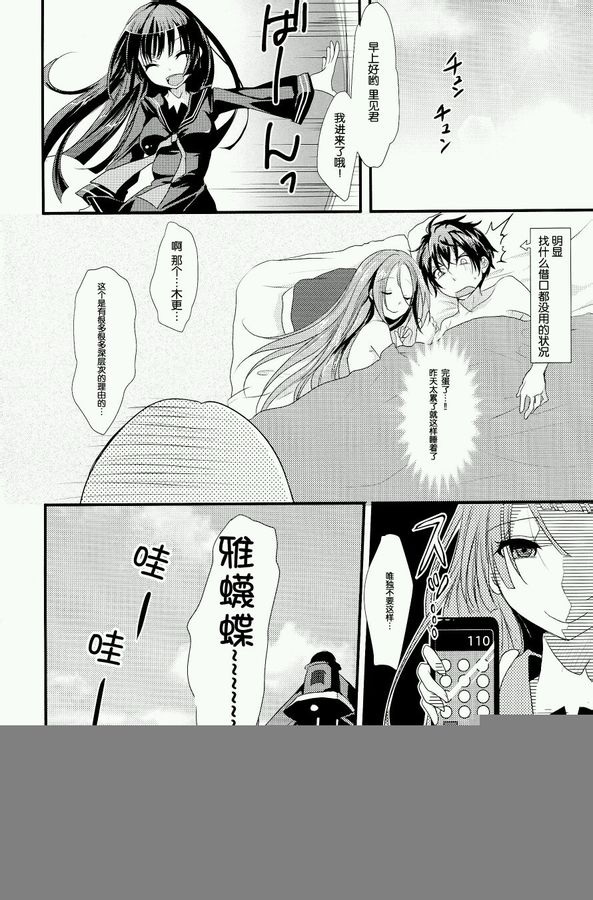 チュン
チュン
早上好哟 里见君
我进来了哦！
ばーんっ
明显
找什么借口都没用的状况
完蛋了…!!
昨天太累了就这样睡着了
啊 那个…木更…
这个是有很多很多深层次的理由的…
スッ
110
唯独不要这样…
雅蠛蝶～～～～～
哇ー
哇ー